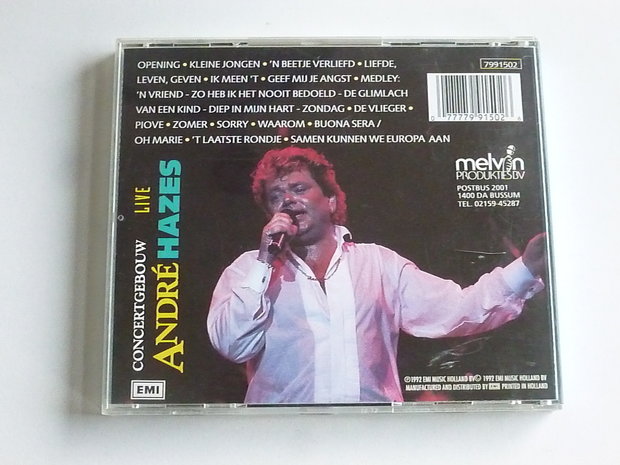 OPENING • KLEINE JONGEN • 'N BEETJE VERLIEFD • LIEFDE,
LEVEN, GEVEN • IK MEEN 'T • GEEF MIJ JE ANGST • MEDLEY:
'N VRIEND - ZO HEB IK HET NOOIT BEDOELD - DE GLIMLACH
VAN EEN KIND - DIEP IN MIJN HART - ZONDAG • DE VLIEGER •
PIOVE • ZOMER • SORRY • WAAROM • BUONA SERA /
OH MARIE • 'T LAATSTE RONDJE • SAMEN KUNNEN WE EUROPA AAN
7991502
0 77779 91502 6
melvin
PRODUKTIES BV
POSTBUS 2001
1400 DA BUSSUM
TEL. 02159-45287
CONCERTGEBOUW LIVE
ANDRÉ HAZES
EMI
℗ 1992 EMI MUSIC HOLLAND BV © 1992 EMI MUSIC HOLLAND BV
MANUFACTURED AND DISTRIBUTED BY EMI PRINTED IN HOLLAND